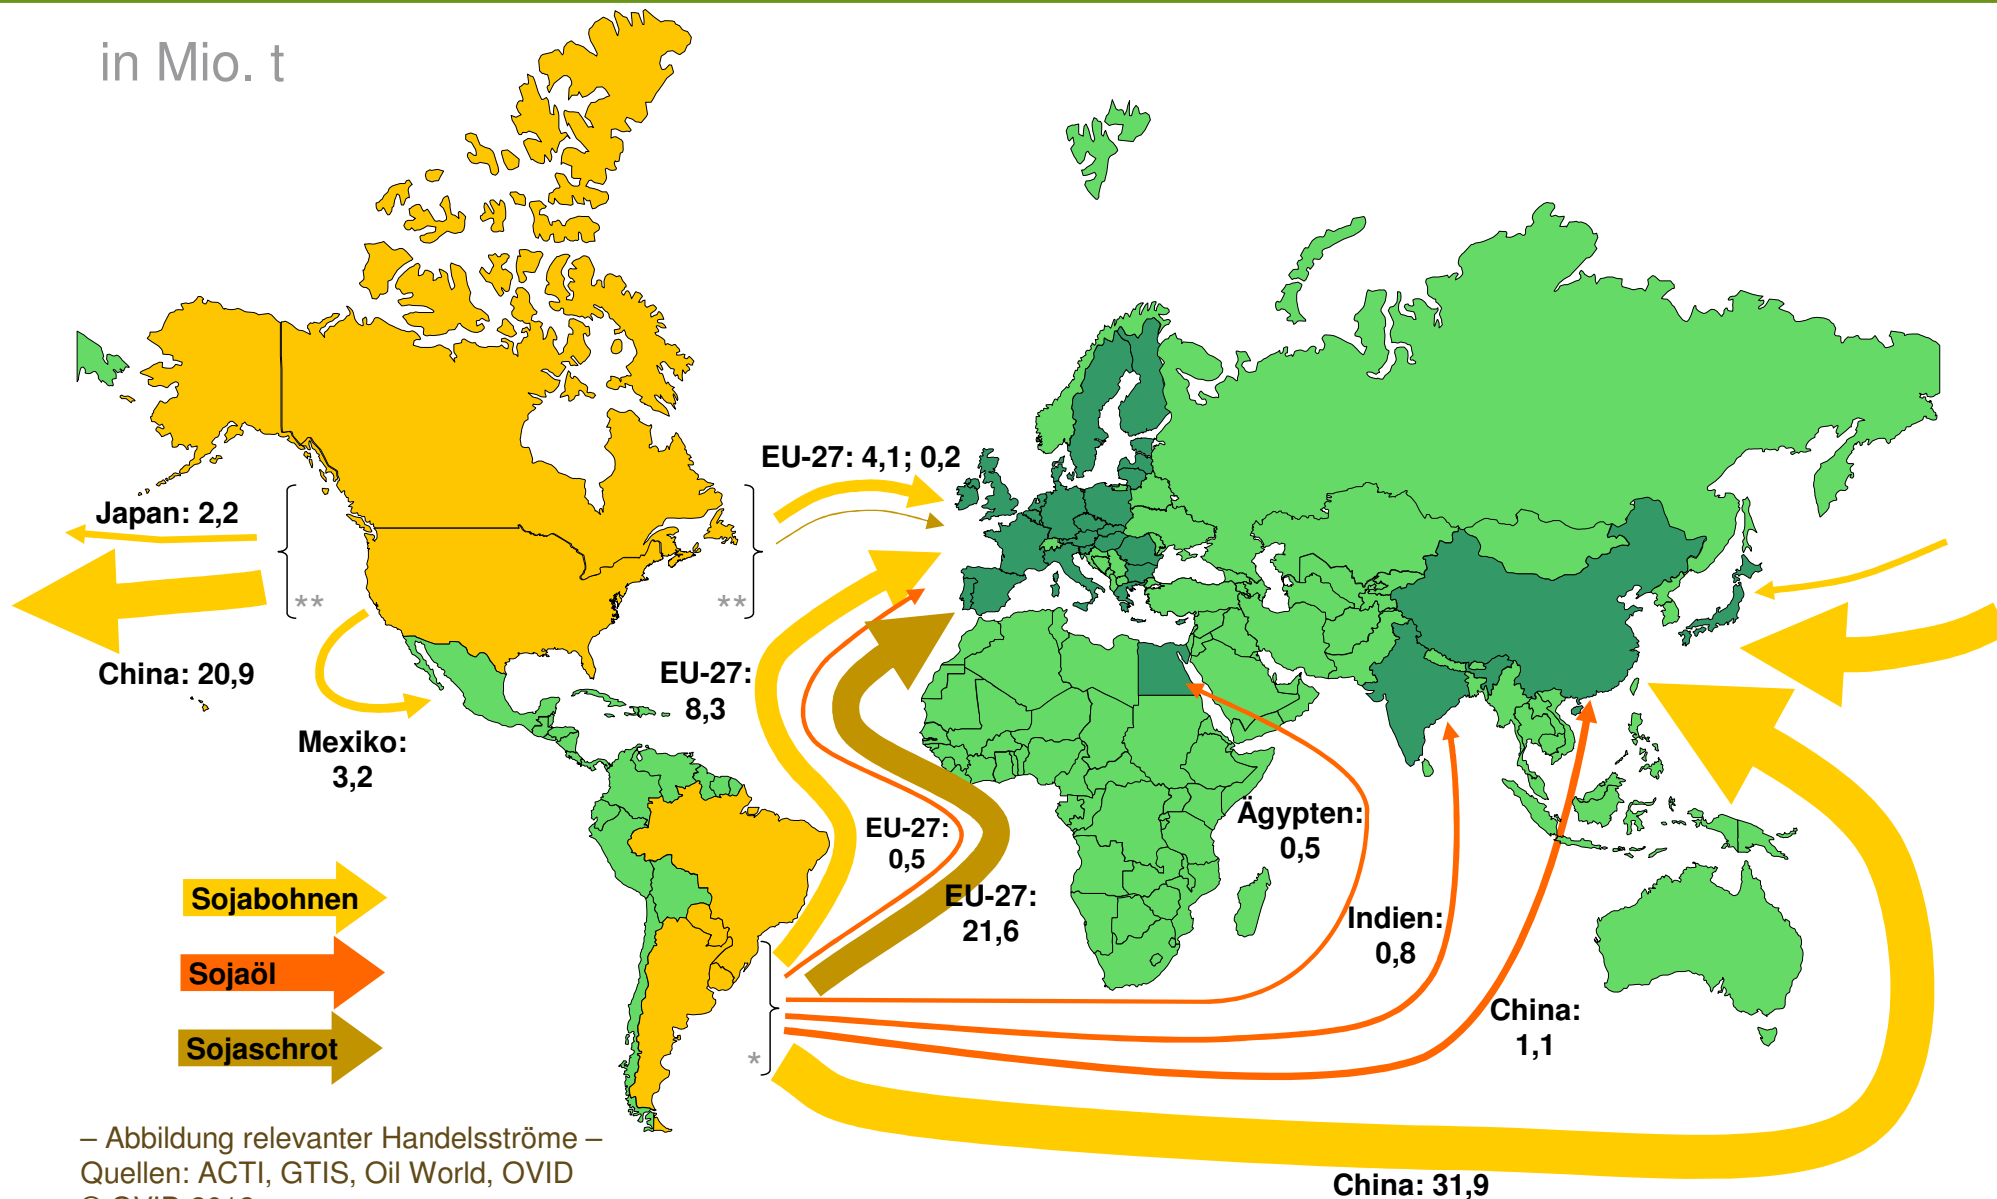 in Mio. t
EU-27: 4,1; 0,2
Japan: 2,2
**
**
China: 20,9
EU-27:
8,3
Mexiko:
3,2
EU-27:
0,5
Ägypten:
0,5
EU-27:
21,6
Indien:
0,8
China:
1,1
Sojabohnen
Sojaöl
Sojaschrot
*
– Abbildung relevanter Handelsströme –
Quellen: ACTI, GTIS, Oil World, OVID
China: 31,9